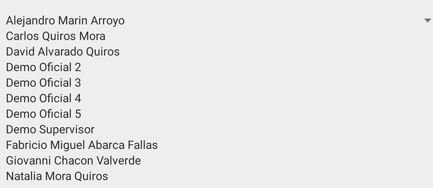 Alejandro Marin Arroyo
Carlos Quiros Mora
David Alvarado Quiros
Demo Oficial 2
Demo Oficial 3
Demo Oficial 4
Demo Oficial 5
Demo Supervisor
Fabricio Miguel Abarca Fallas
Giovanni Chacon Valverde
Natalia Mora Quiros